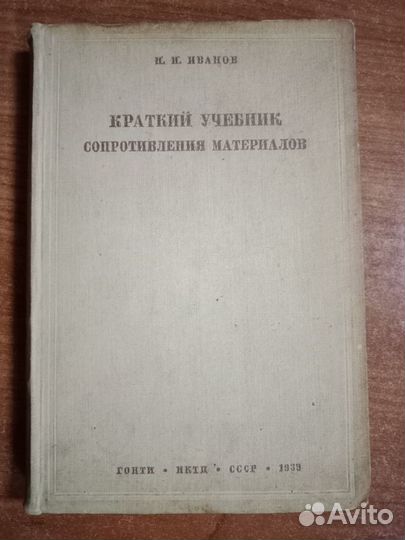 Н. И. ИВАНОВ
КРАТКИЙ УЧЕБНИК
СОПРОТИВЛЕНИЯ МАТЕРИАЛОВ
ГОНТИ • НКТП • СССР • 1939
Avito